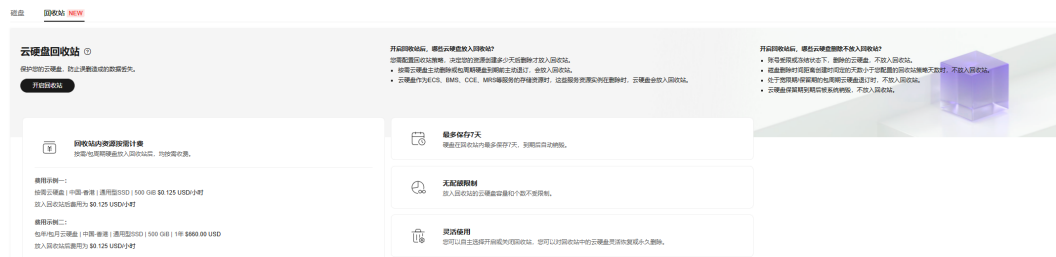 磁盘 回收站 NEW
云硬盘回收站
保护您的云硬盘，防止误删造成的数据丢失。
开启回收站
开启回收站后，哪些云硬盘放入回收站?
您需配置回收站策略，决定您的资源创建多少天后删除才放入回收站。
• 按需云硬盘主动删除或包周期硬盘到期前主动退订，会放入回收站。
• 云硬盘作为ECS、BMS、CCE、MRS等服务的存储资源时，这些服务资源实例在删除时，云硬盘会放入回收站。
开启回收站后，哪些云硬盘删除不放入回收站?
• 账号受限或冻结状态下，删除的云硬盘，不放入回收站。
• 磁盘删除时间距离创建时间的天数小于您配置的回收站策略天数时，不放入回收站。
• 处于宽限期/保留期的包周期云硬盘退订时，不放入回收站。
• 云硬盘保留期到期后被系统销毁，不放入回收站。
回收站内资源按需计费
按需/包周期硬盘放入回收站后，均按需收费。
费用示例一：
按需云硬盘 | 中国-香港 | 通用型SSD | 500 GiB $0.125 USD/小时
放入回收站后费用为 $0.125 USD/小时
费用示例二：
包年/包月云硬盘 | 中国-香港 | 通用型SSD | 500 GiB | 1年 $660.00 USD
放入回收站后费用为 $0.125 USD/小时
最多保存7天
硬盘在回收站内最多保存7天，到期后自动销毁。
无配额限制
放入回收站的云硬盘容量和个数不受限制。
灵活使用
您可以自主选择开启或关闭回收站，您可以对回收站中的云硬盘灵活恢复或永久删除。